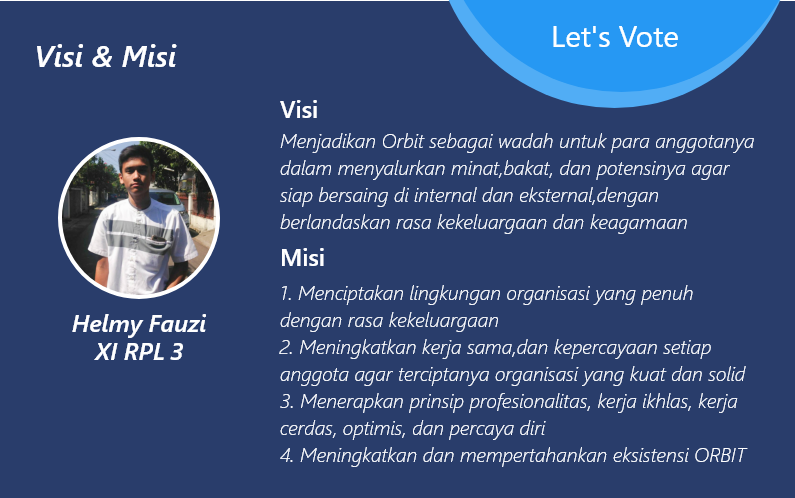 Let's Vote
Visi & Misi
Helmy Fauzi
XI RPL 3
Visi
Menjadikan Orbit sebagai wadah untuk para anggotanya
dalam menyalurkan minat,bakat, dan potensinya agar
siap bersaing di internal dan eksternal,dengan
berlandaskan rasa kekeluargaan dan keagamaan
Misi
1. Menciptakan lingkungan organisasi yang penuh
dengan rasa kekeluargaan
2. Meningkatkan kerja sama,dan kepercayaan setiap
anggota agar terciptanya organisasi yang kuat dan solid
3. Menerapkan prinsip profesionalitas, kerja ikhlas, kerja
cerdas, optimis, dan percaya diri
4. Meningkatkan dan mempertahankan eksistensi ORBIT